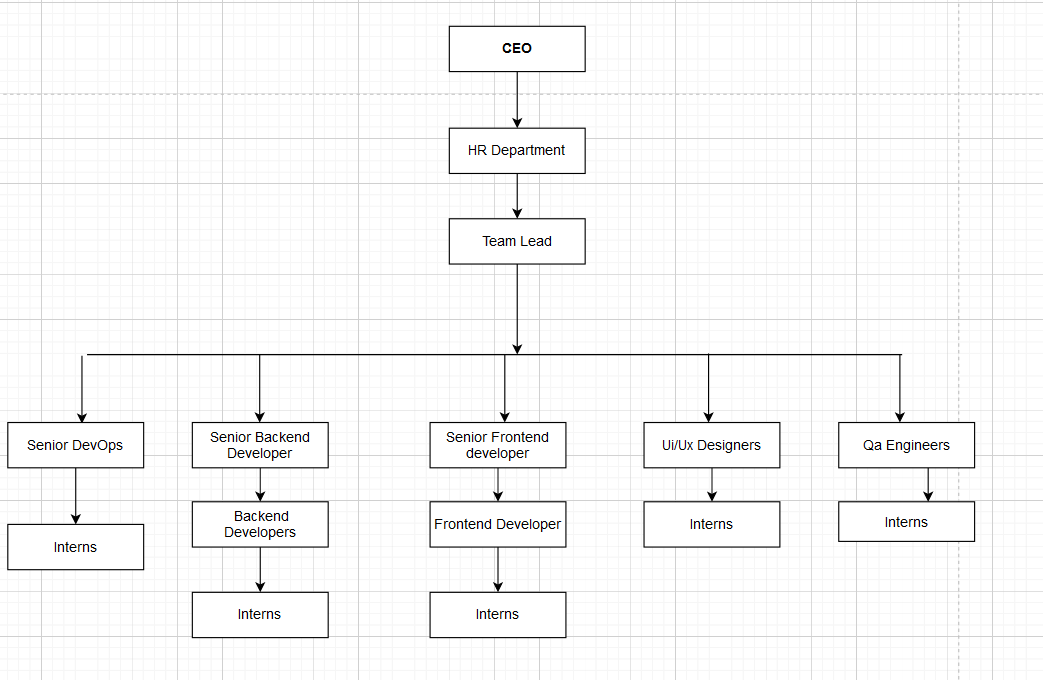 CEO
HR Department
Team Lead
Senior DevOps
Senior Backend
Developer
Senior Frontend
developer
Ui/Ux Designers
Qa Engineers
Backend
Developers
Frontend Developer
Interns
Interns
Interns
Interns
Interns